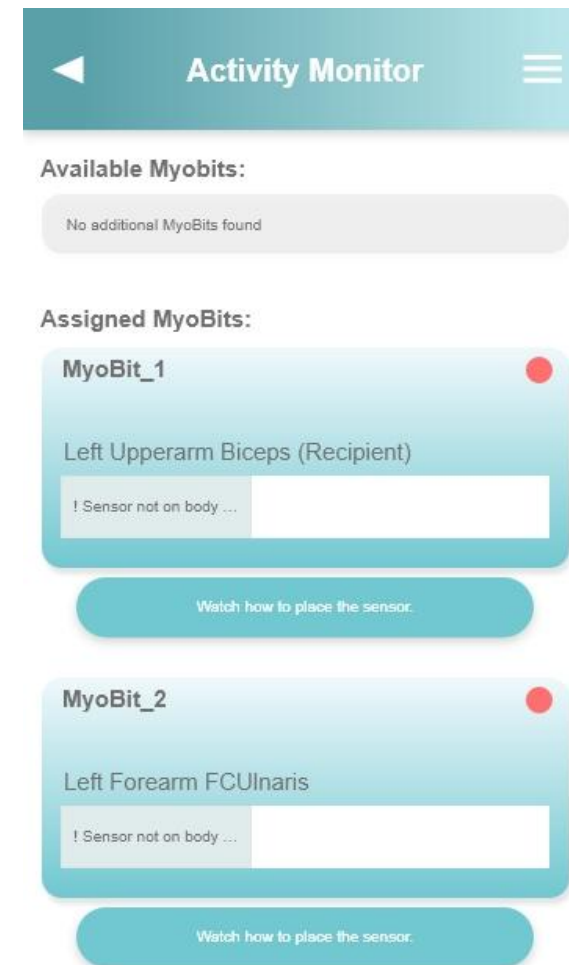 Activity Monitor
Available Myobits:
No additional MyoBits found
Assigned MyoBits:
MyoBit_1
Left Upperarm Biceps (Recipient)
! Sensor not on body ...
Watch how to place the sensor.
MyoBit_2
Left Forearm FCUlnaris
! Sensor not on body ...
Watch how to place the sensor.